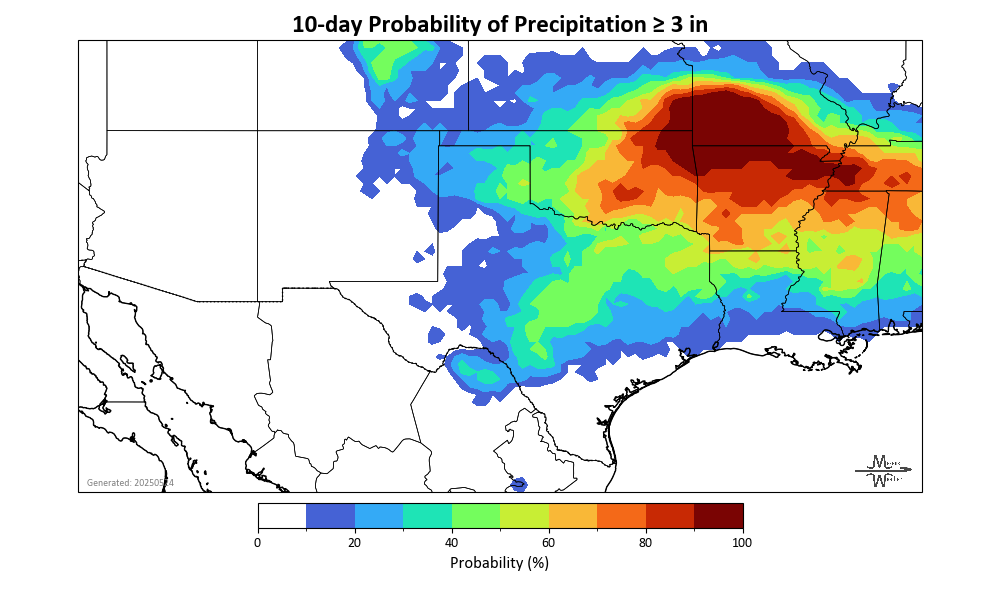 10-day Probability of Precipitation ≥ 3 in
Generated: 20250524
0 20 40 60 80 100
Probability (%)